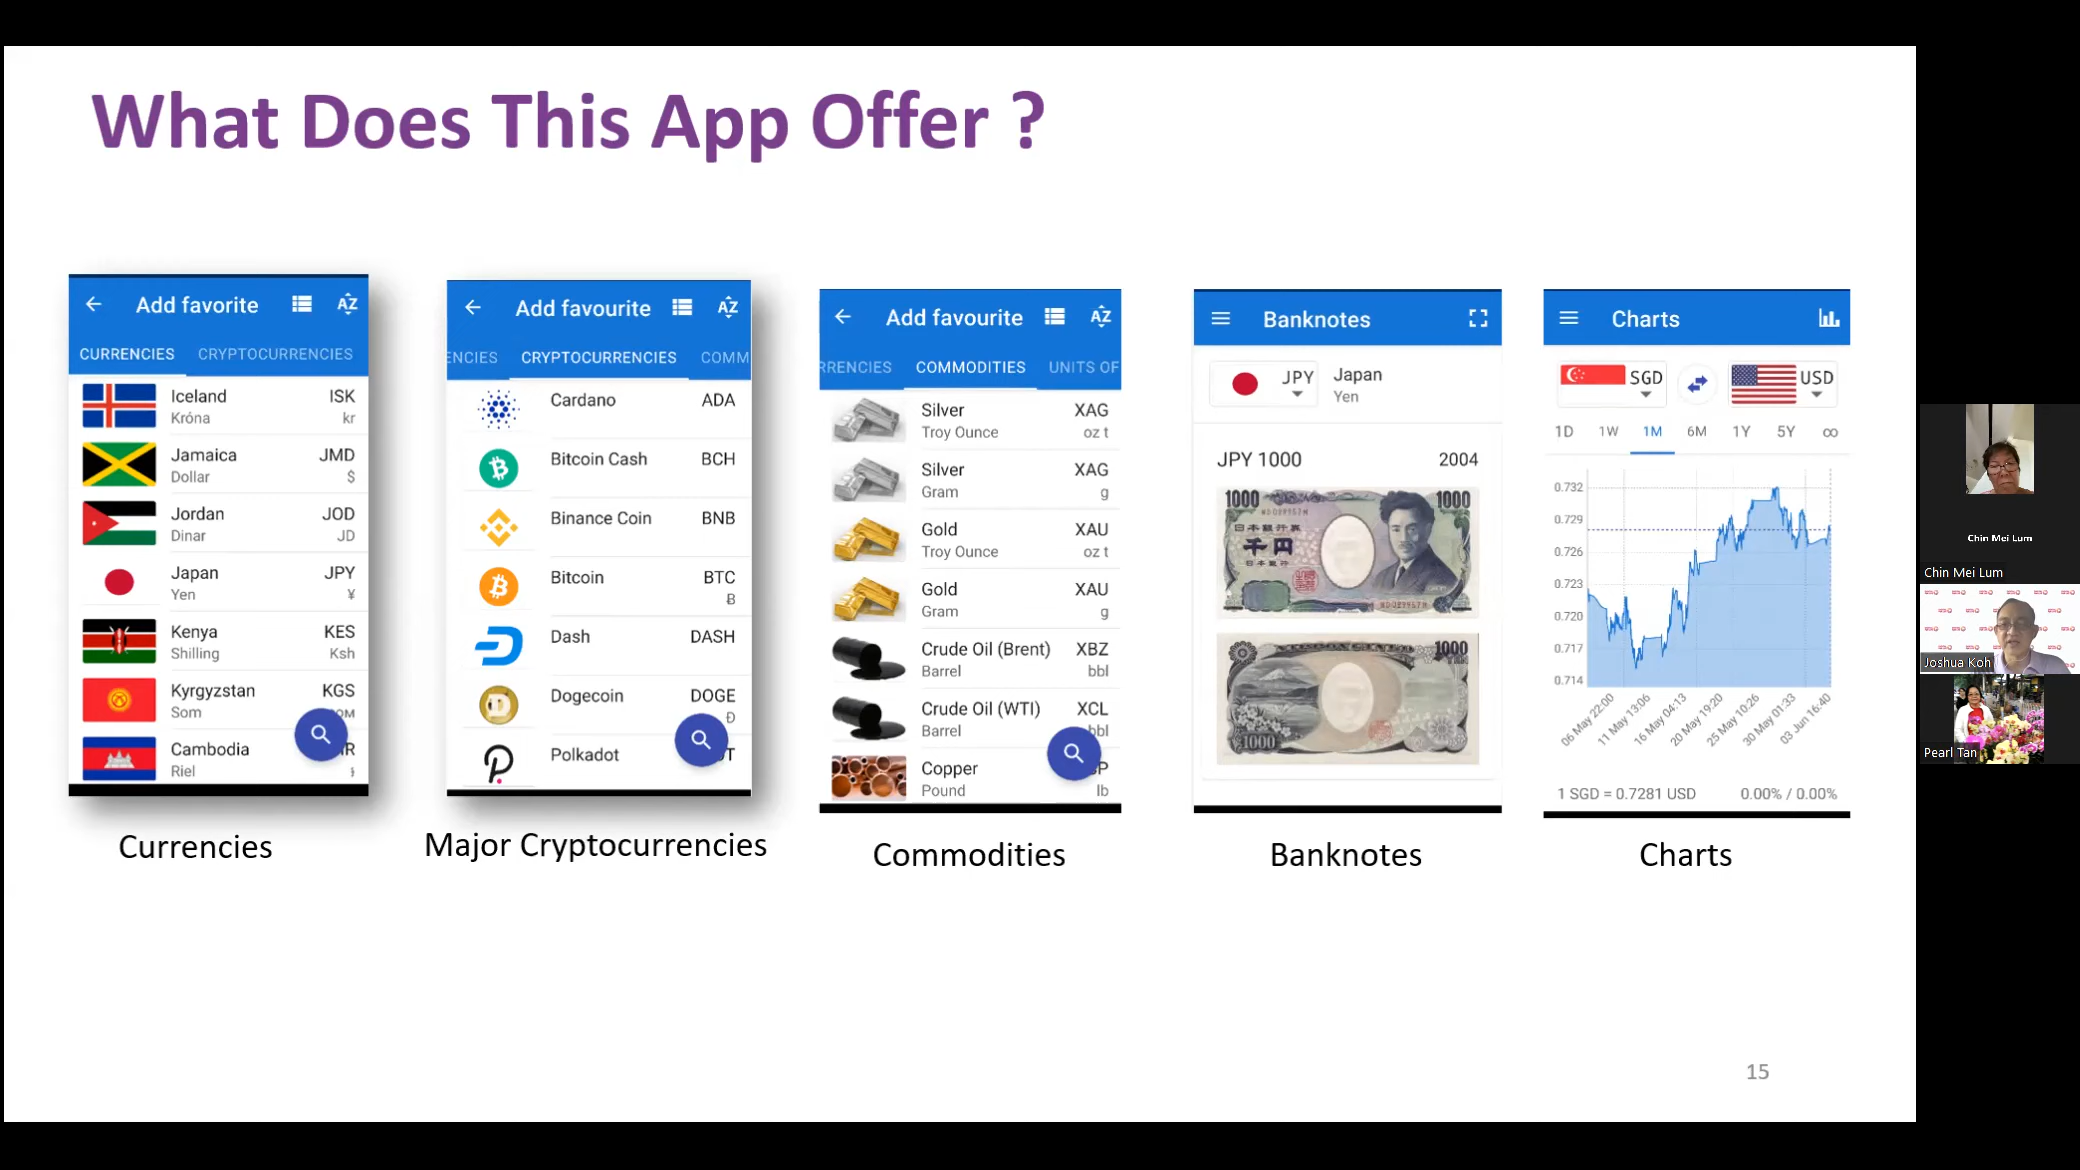 What Does This App Offer ?
Add favorite
CURRENCIES CRYPTOCURRENCIES
Iceland ISK
Króna kr
Jamaica JMD
Dollar $
Jordan JOD
Dinar JD
Japan JPY
Yen ¥
Kenya KES
Shilling Ksh
Kyrgyzstan KGS
Som
Cambodia
Riel
Currencies
Add favourite
ENCIES CRYPTOCURRENCIES COMM
Cardano ADA
Bitcoin Cash BCH
Binance Coin BNB
Bitcoin BTC
Ƀ
Dash DASH
Dogecoin DOGE
Ð
Polkadot
Major Cryptocurrencies
Add favourite
RRENCIES COMMODITIES UNITS OF
Silver XAG
Troy Ounce oz t
Silver XAG
Gram g
Gold XAU
Troy Ounce oz t
Gold XAU
Gram g
Crude Oil (Brent) XBZ
Barrel bbl
Crude Oil (WTI) XCL
Barrel bbl
Copper
Pound lb
Commodities
Banknotes
JPY Japan
Yen
JPY 1000 2004
1000 1000
日本銀行券
千円
日本銀行
1000
1000
Banknotes
Charts
SGD USD
1D 1W 1M 6M 1Y 5Y ∞
0.732
0.729
0.726
0.723
0.720
0.717
0.714
06 May 22:00
11 May 13:06
16 May 04:13
20 May 19:20
25 May 10:26
30 May 01:33
03 Jun 16:40
1 SGD = 0.7281 USD 0.00% / 0.00%
Charts
15
Chin Mei Lum
Chin Mei Lum
Joshua Koh
Pearl Tan